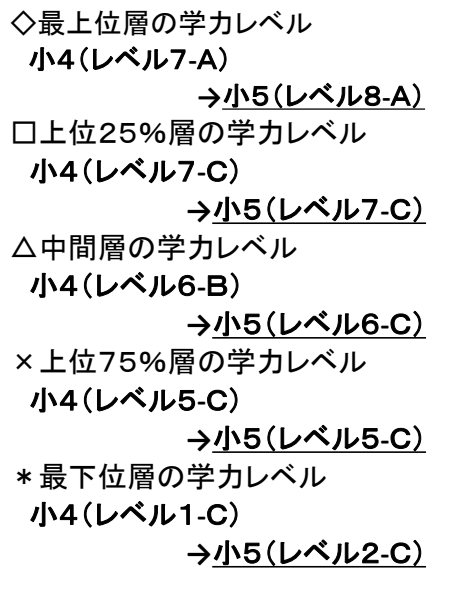 ◇最上位層の学力レベル
小4(レベル7-A)
→小5(レベル8-A)
□上位25%層の学力レベル
小4(レベル7-C)
→小5(レベル7-C)
△中間層の学力レベル
小4(レベル6-B)
→小5(レベル6-C)
×上位75%層の学力レベル
小4(レベル5-C)
→小5(レベル5-C)
＊最下位層の学力レベル
小4(レベル1-C)
→小5(レベル2-C)